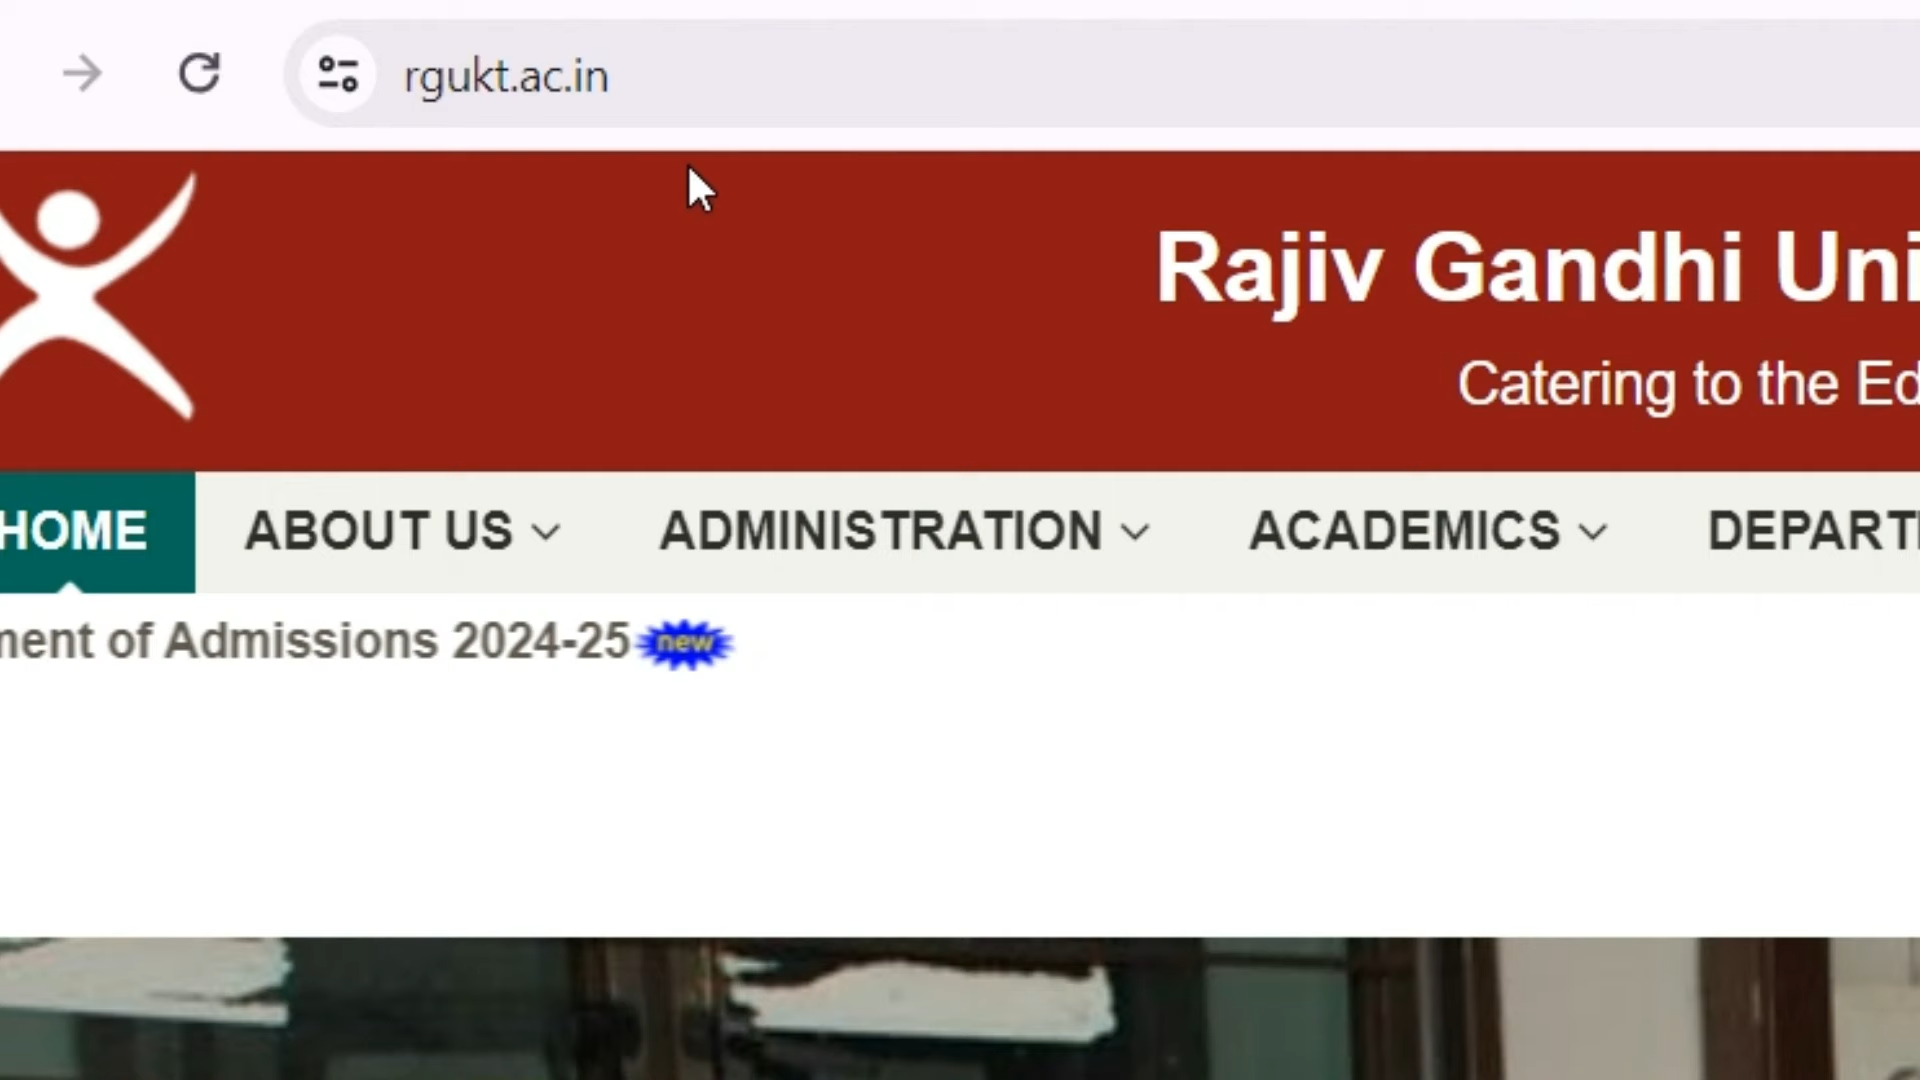 rgukt.ac.in
Rajiv Gandhi Uni
Catering to the Ed
HOME ABOUT US ADMINISTRATION ACADEMICS DEPART
ment of Admissions 2024-25 new